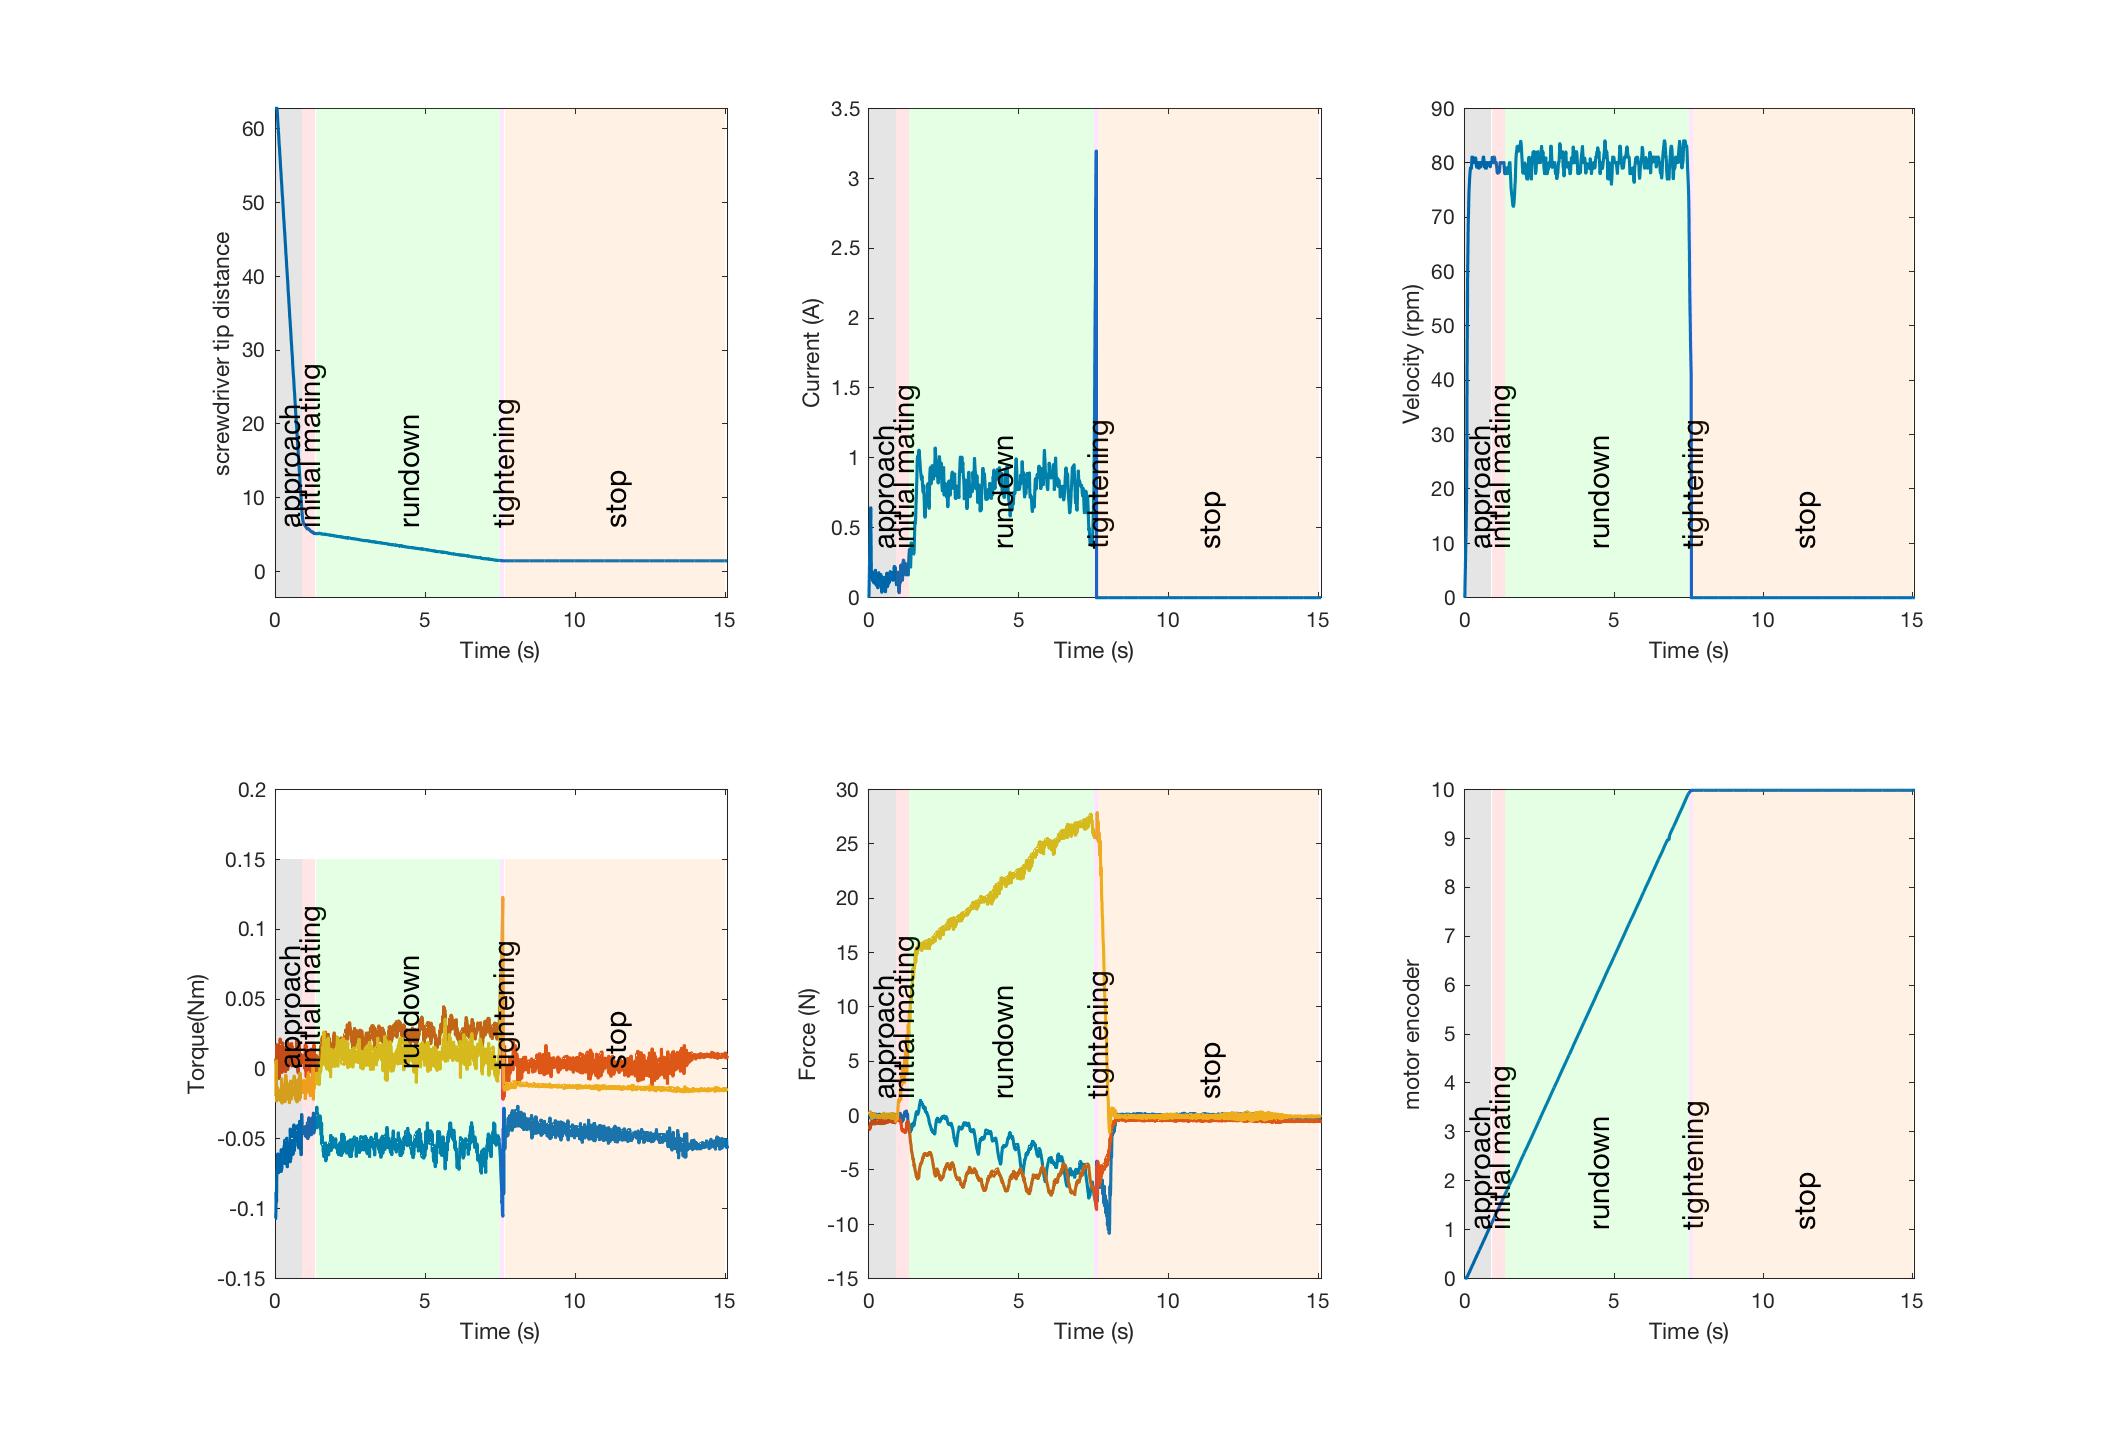 60
50
40
30
20
10
0
screwdriver tip distance
approach
initial mating
rundown
tightening
stop
0 5 10 15
Time (s)
3.5
3
2.5
2
1.5
1
0.5
0
Current (A)
approach
initial mating
rundown
tightening
stop
0 5 10 15
Time (s)
90
80
70
60
50
40
30
20
10
0
Velocity (rpm)
approach
initial mating
rundown
tightening
stop
0 5 10 15
Time (s)
0.2
0.15
0.1
0.05
0
-0.05
-0.1
-0.15
Torque(Nm)
approach
initial mating
rundown
tightening
stop
0 5 10 15
Time (s)
30
25
20
15
10
5
0
-5
-10
-15
Force (N)
approach
initial mating
rundown
tightening
stop
0 5 10 15
Time (s)
10
9
8
7
6
5
4
3
2
1
0
motor encoder
approach
initial mating
rundown
tightening
stop
0 5 10 15
Time (s)